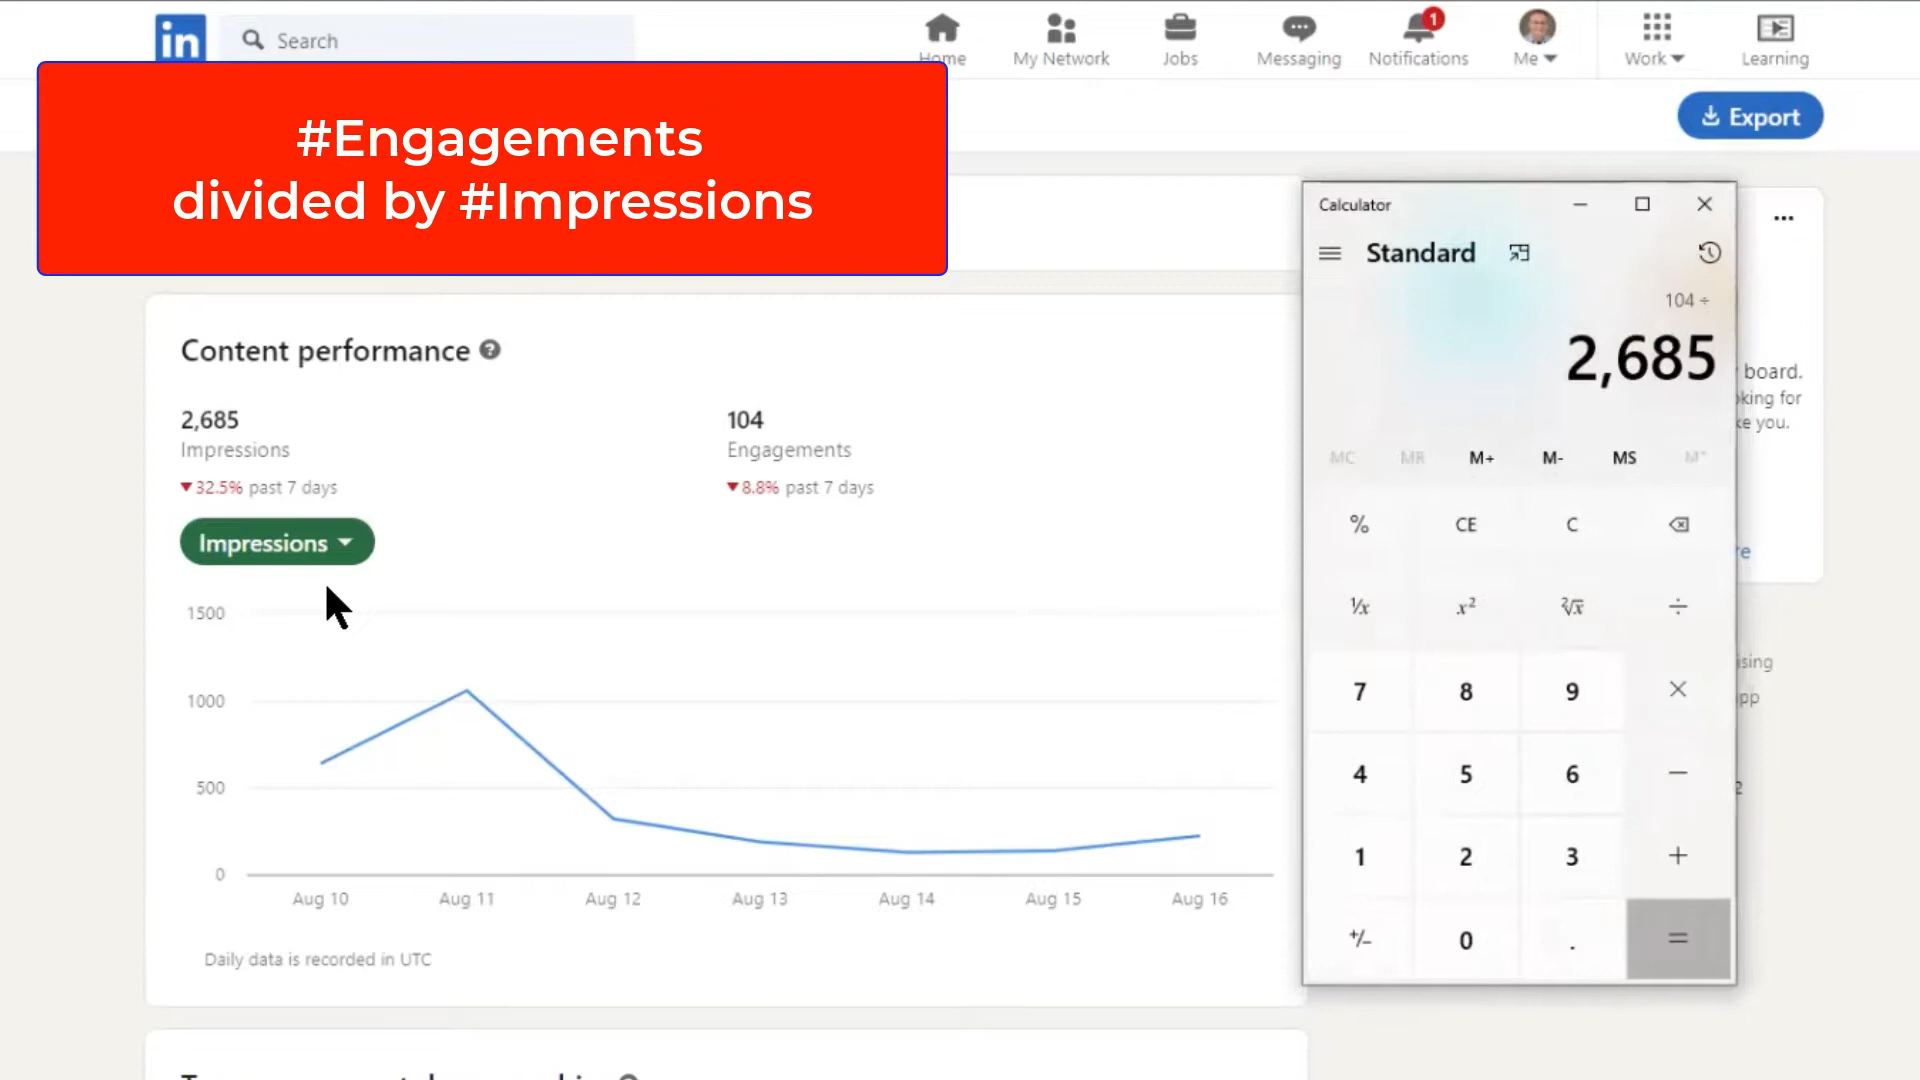 in
Search
Home
My Network
Jobs
Messaging
1
Notifications
Me
Work
Learning
#Engagements
divided by #Impressions
Export
Calculator
Standard
104 ÷
2,685
MC MR M+ M- MS
% CE C
¹/x x² ²√x ÷
7 8 9 ×
4 5 6 −
1 2 3 +
+/− 0 . =
board.
for
you.
Content performance
2,685
Impressions
32.5% past 7 days
104
Engagements
8.8% past 7 days
Impressions
1500
1000
500
0
Aug 10 Aug 11 Aug 12 Aug 13 Aug 14 Aug 15 Aug 16
Daily data is recorded in UTC